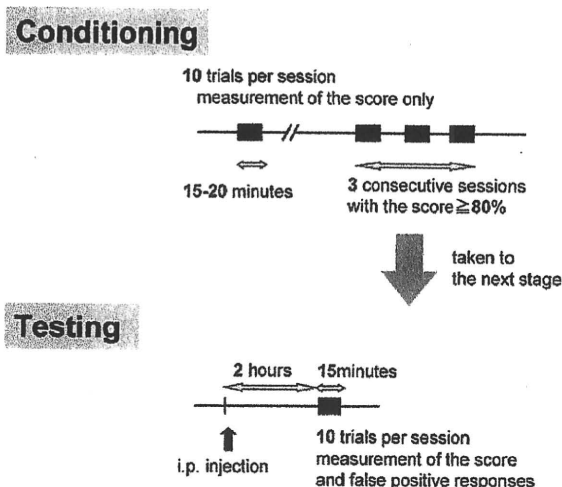 Conditioning
10 trials per session
measurement of the score only
15-20 minutes
3 consecutive sessions
with the score≧80%
taken to
the next stage
Testing
2 hours
15minutes
i.p. injection
10 trials per session
measurement of the score
and false positive responses